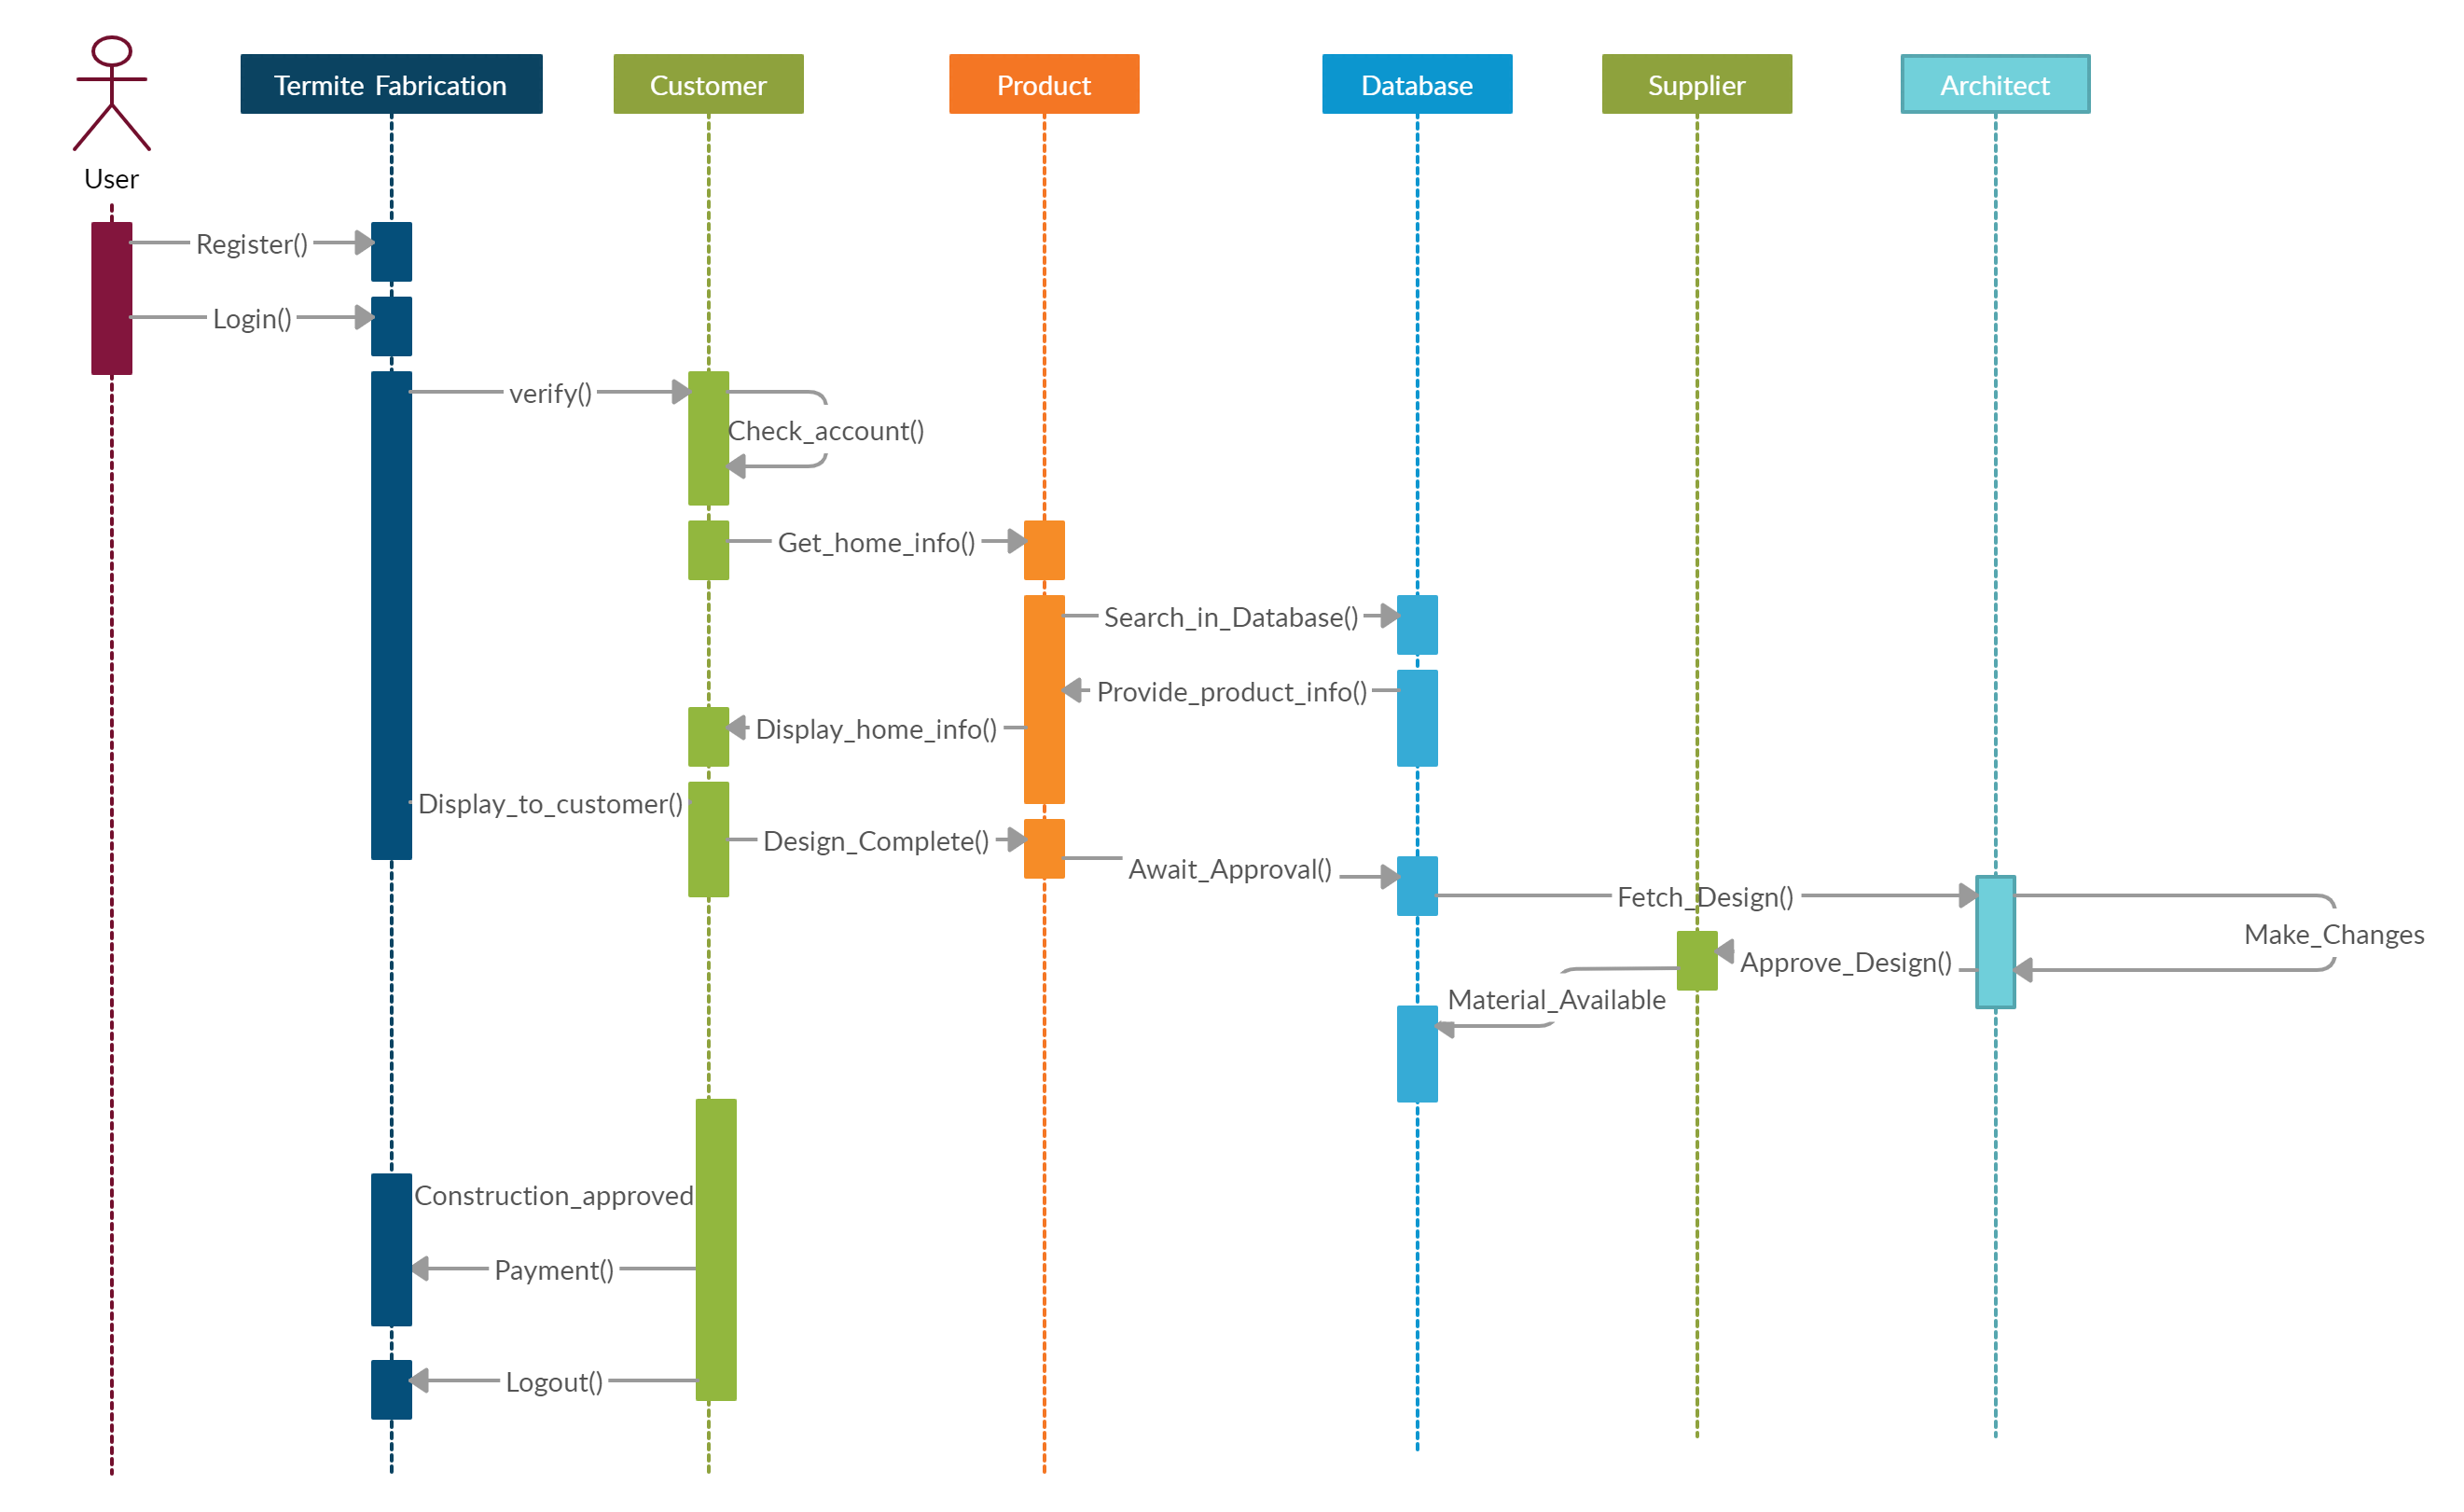 Termite Fabrication
Customer
Product
Database
Supplier
Architect
User
Register()
Login()
verify()
Check_account()
Get_home_info()
Search_in_Database()
Provide_product_info()
Display_home_info()
Display_to_customer()
Design_Complete()
Await_Approval()
Fetch_Design()
Make_Changes
Approve_Design()
Material_Available
Construction_approved
Payment()
Logout()